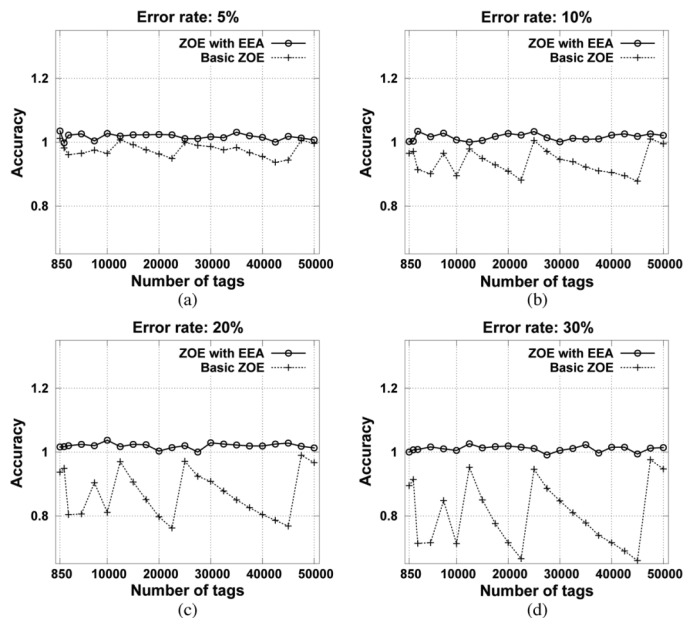 Error rate: 5%
ZOE with EEA
Basic ZOE
1.2
1
0.8
Accuracy
850
10000
20000
30000
40000
50000
Number of tags
(a)
Error rate: 10%
ZOE with EEA
Basic ZOE
1.2
1
0.8
Accuracy
850
10000
20000
30000
40000
50000
Number of tags
(b)
Error rate: 20%
ZOE with EEA
Basic ZOE
1.2
1
0.8
Accuracy
850
10000
20000
30000
40000
50000
Number of tags
(c)
Error rate: 30%
ZOE with EEA
Basic ZOE
1.2
1
0.8
Accuracy
850
10000
20000
30000
40000
50000
Number of tags
(d)